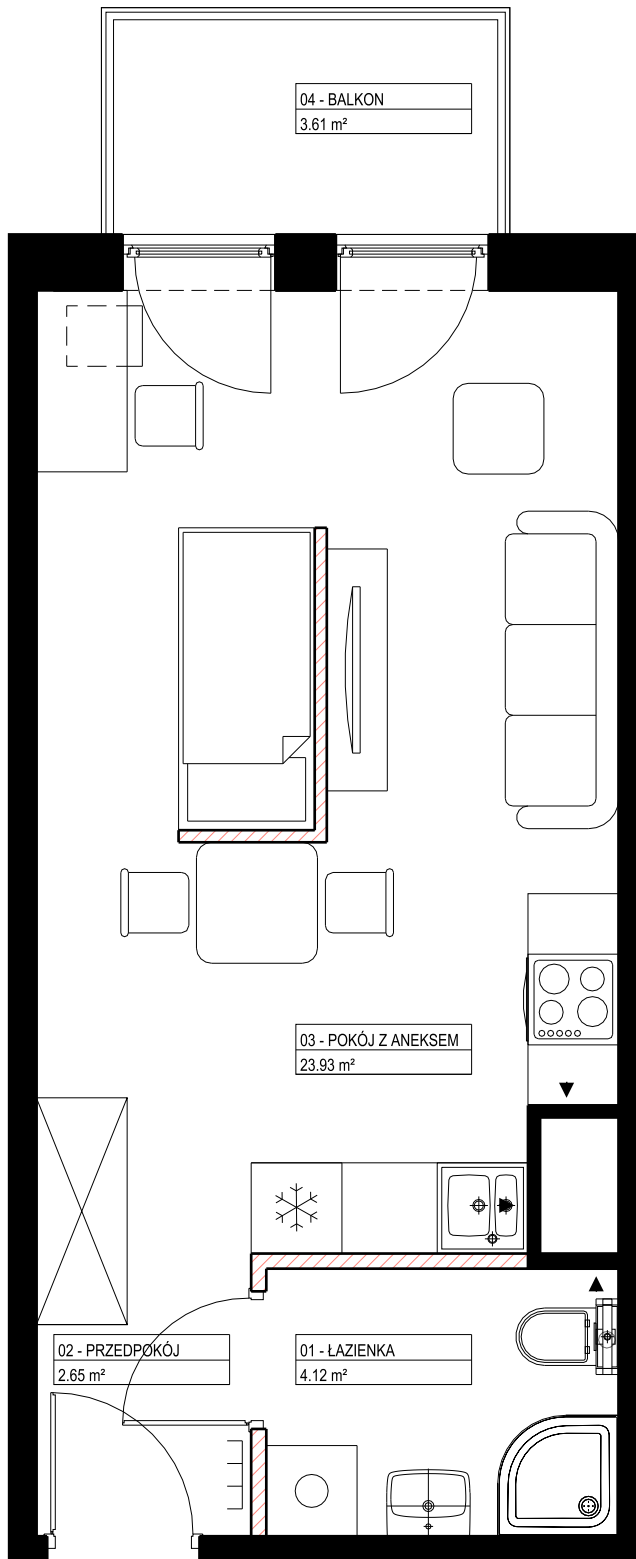 04 - BALKON
3.61 m²
03 - POKÓJ Z ANEKSEM
23.93 m²
02 - PRZEDPOKÓJ
2.65 m²
01 - ŁAZIENKA
4.12 m²